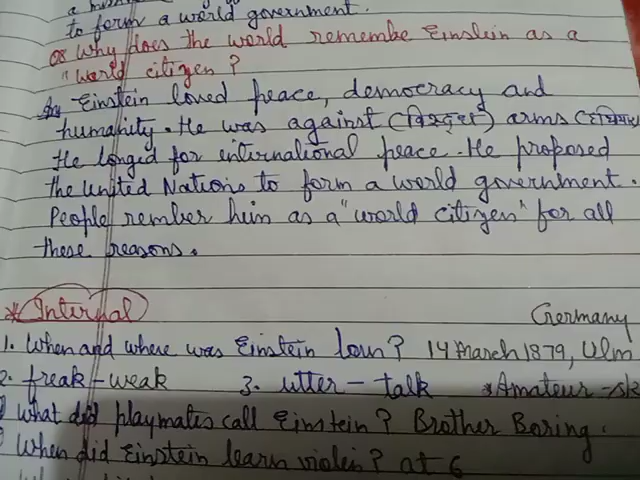 a
to form a world government.
or Why does the world remembe Einstein as a
"world citizen?
Einstein loved peace, democracy and
humanity. He was against (विरुद्ध) arms
He longed for international peace. He proposed
the United Nations to form a world government.
People rember him as a "world citizen" for all
these reasons.
*Internal
Germany
1. When and where was Einstein born? 14 March 1879, Ulm
2. freak - weak 3. utter - talk *Amateur -
What did playmates call Einstein? Brother Boring.
When did Einstein learn violin? at 6